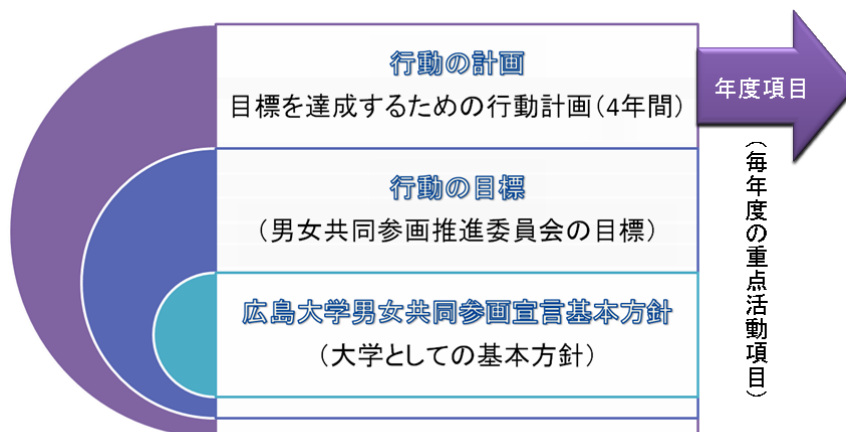 行動の計画
目標を達成するための行動計画(4年間)
年度項目
(毎年度の重点活動項目)
行動の目標
(男女共同参画推進委員会の目標)
広島大学男女共同参画宣言基本方針
(大学としての基本方針)